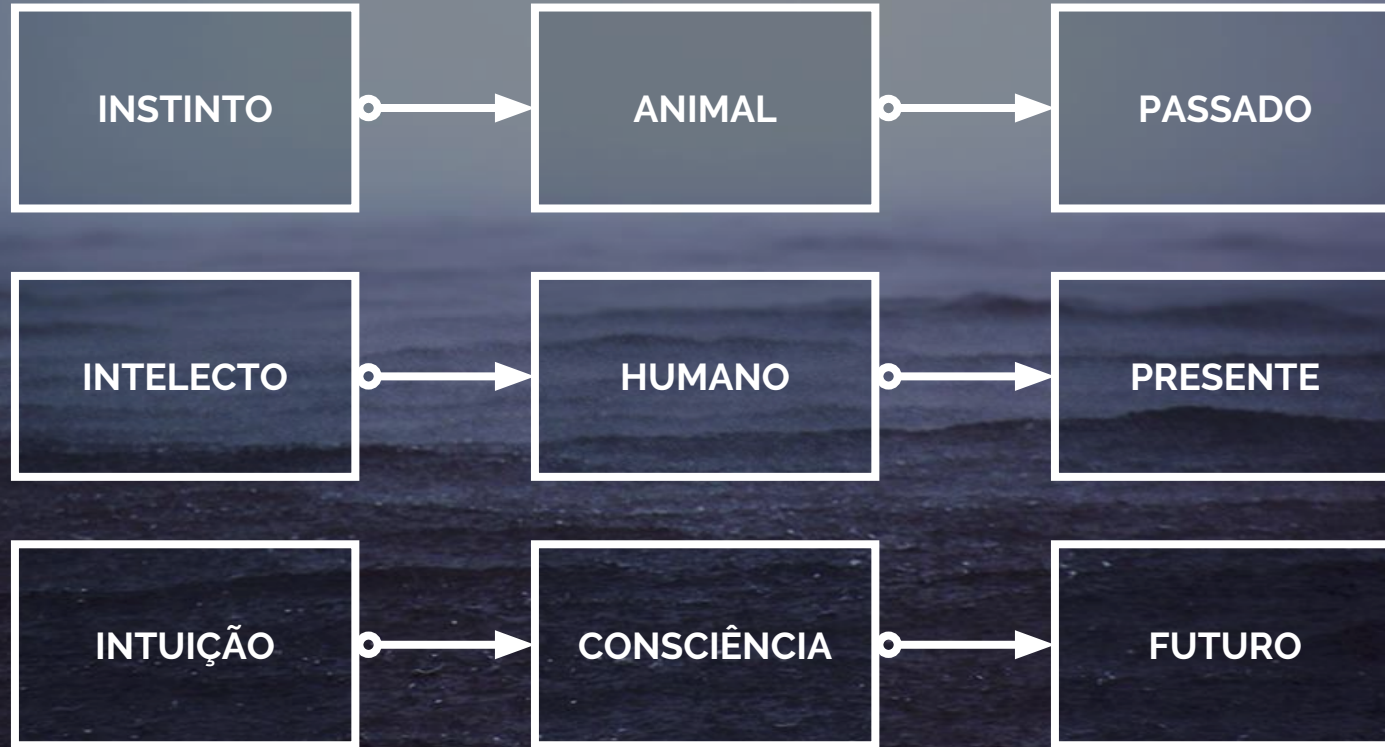 INSTINTO
ANIMAL
PASSADO
INTELECTO
HUMANO
PRESENTE
INTUIÇÃO
CONSCIÊNCIA
FUTURO